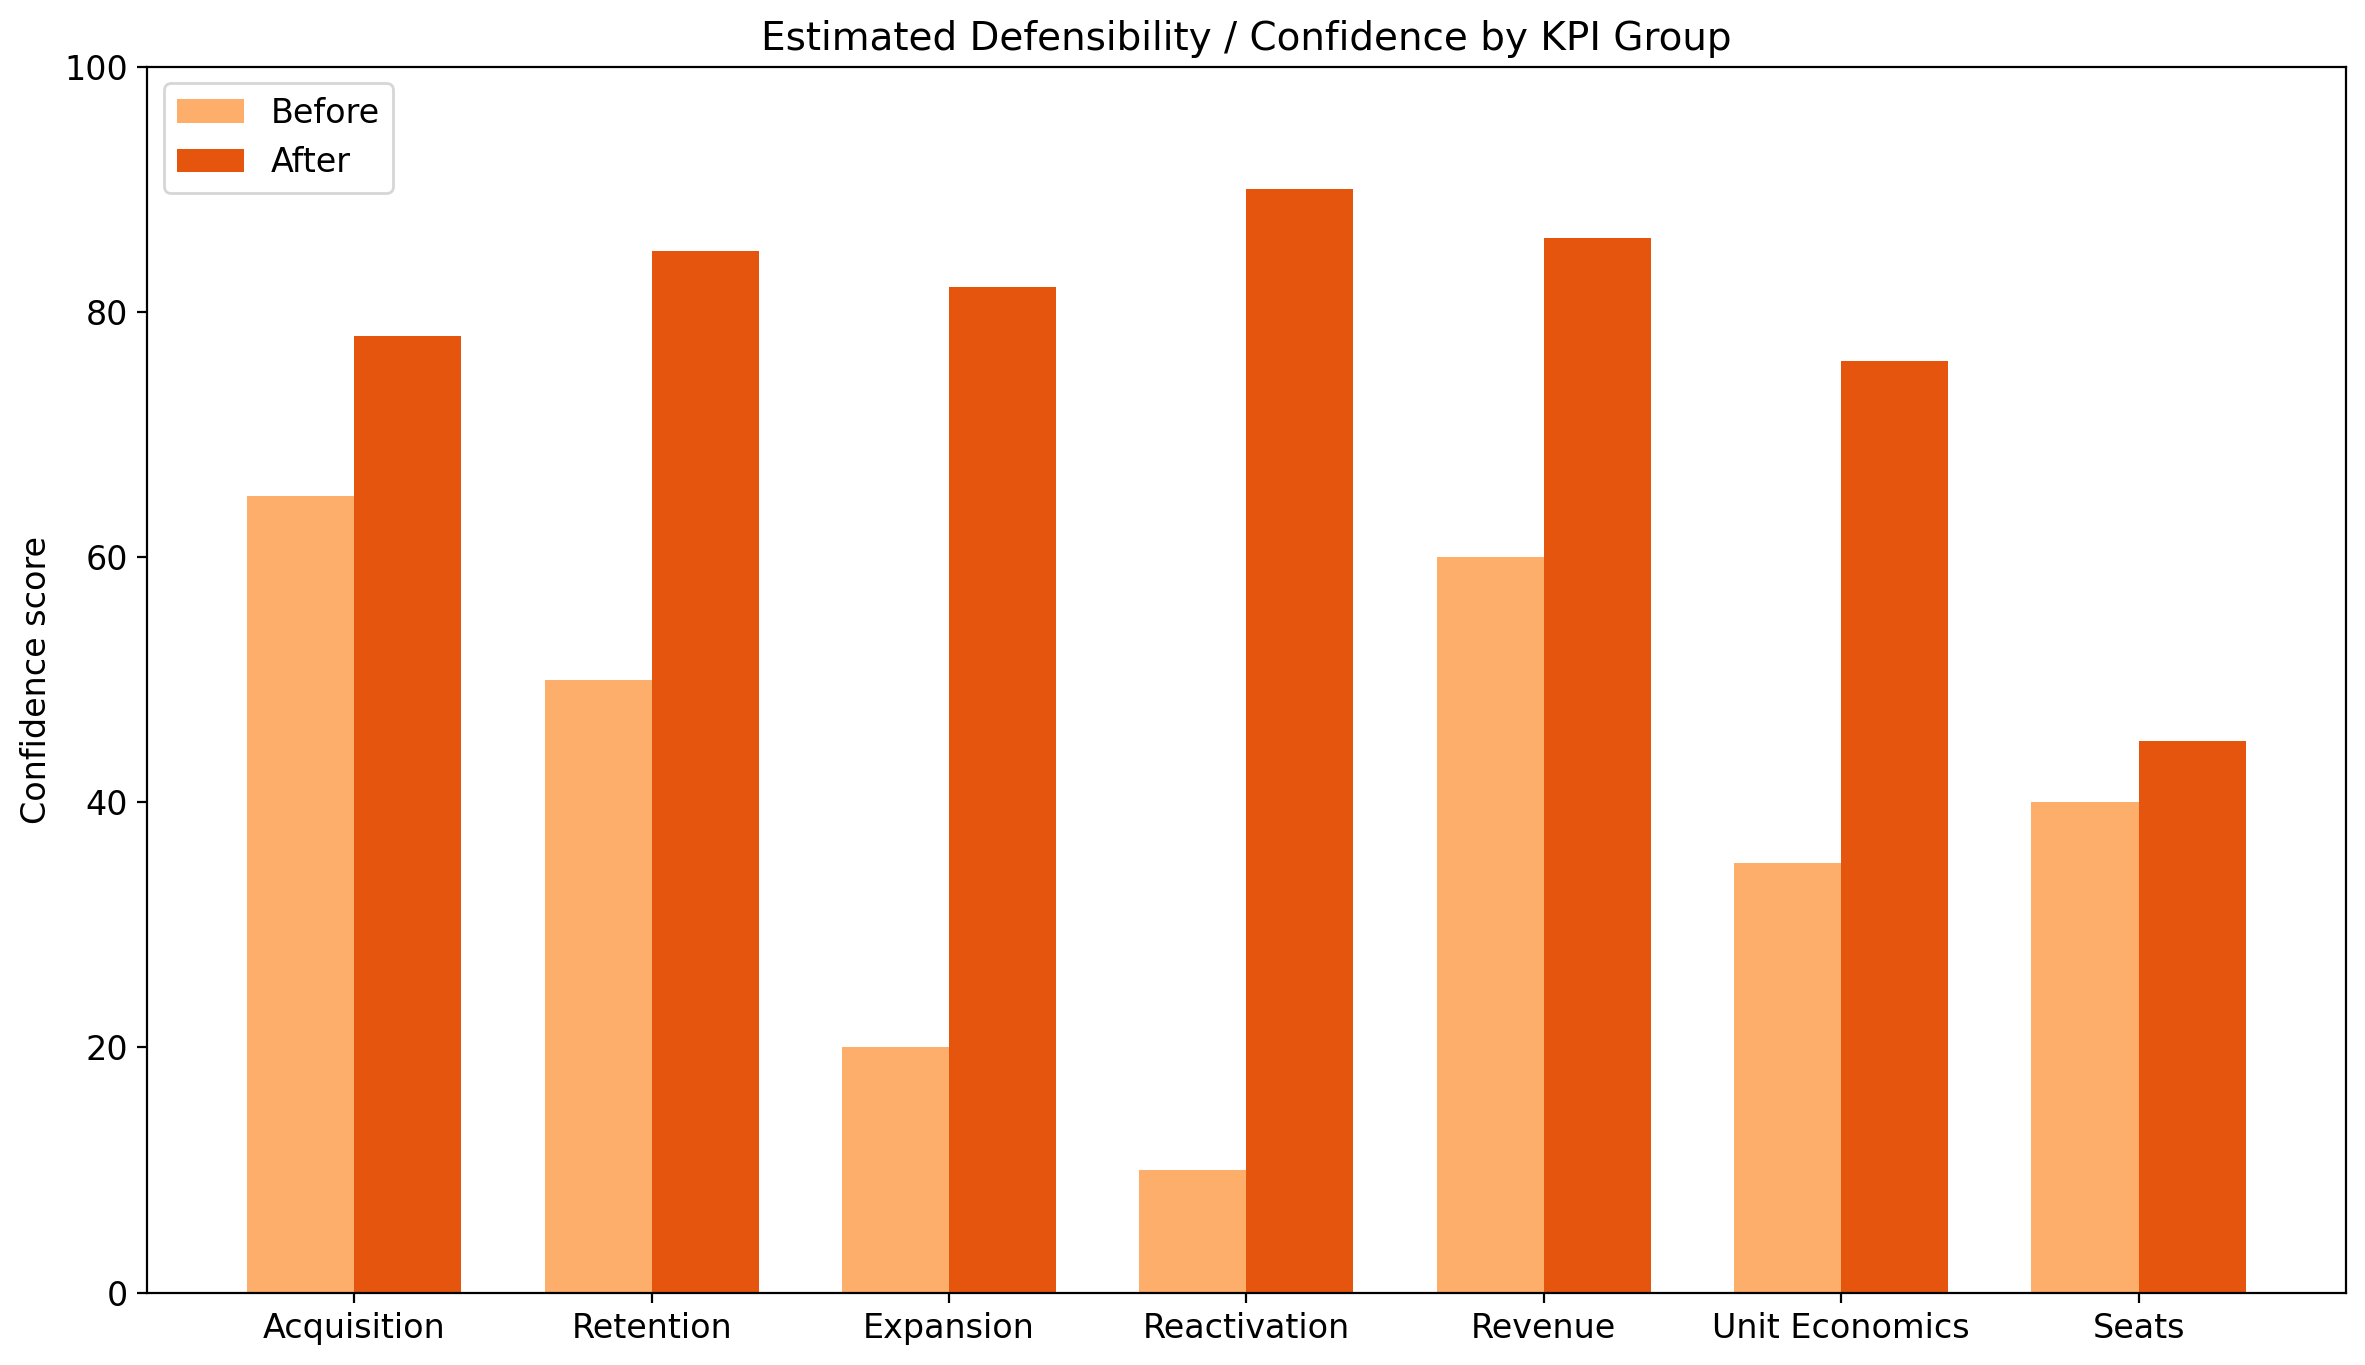 Estimated Defensibility / Confidence by KPI Group
Before
After
Confidence score
100
80
60
40
20
0
Acquisition
Retention
Expansion
Reactivation
Revenue
Unit Economics
Seats